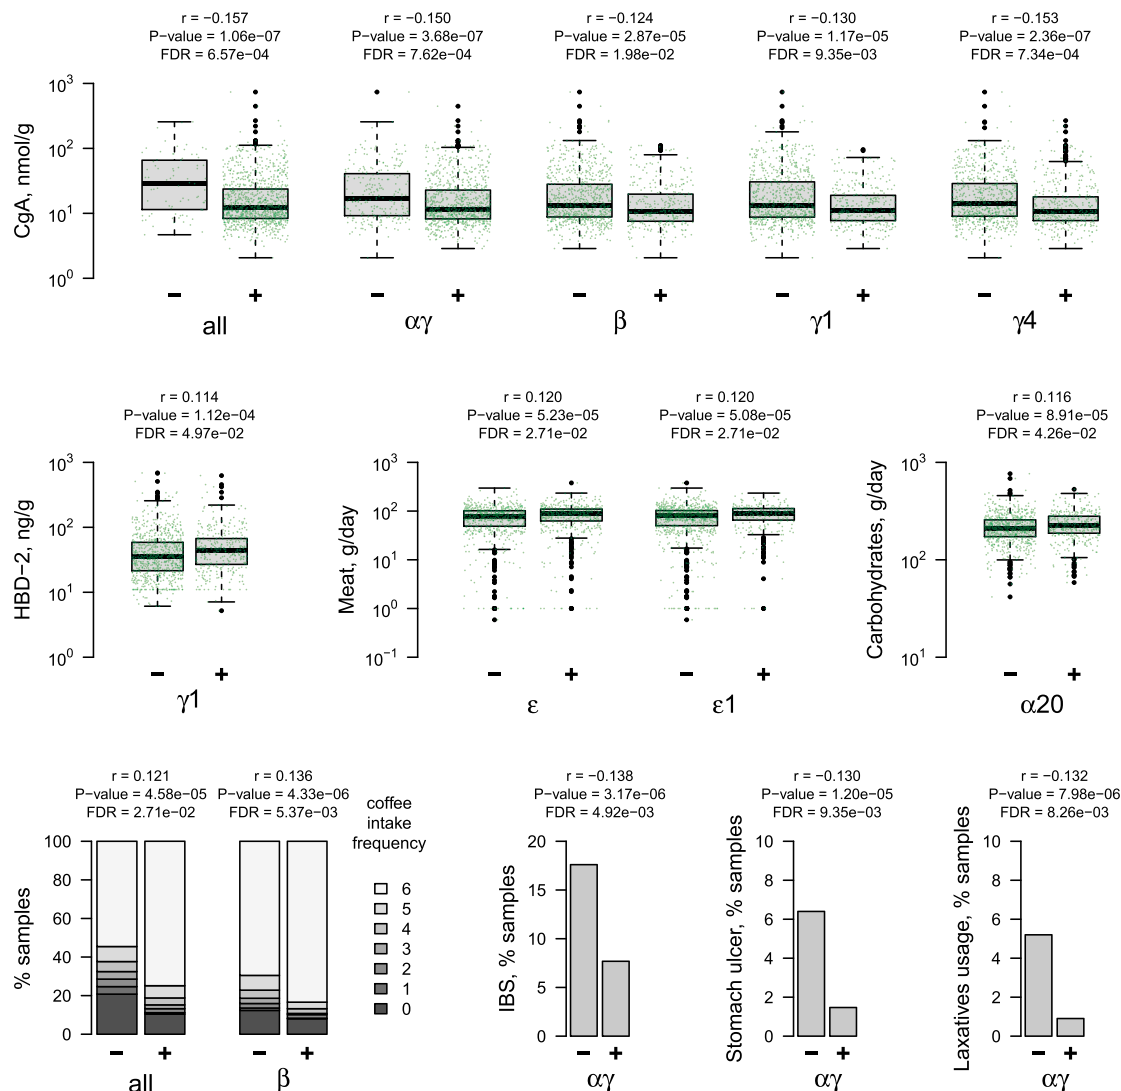 r = −0.157
P−value = 1.06e−07
FDR = 6.57e−04
r = −0.150
P−value = 3.68e−07
FDR = 7.62e−04
r = −0.124
P−value = 2.87e−05
FDR = 1.98e−02
r = −0.130
P−value = 1.17e−05
FDR = 9.35e−03
r = −0.153
P−value = 2.36e−07
FDR = 7.34e−04
CgA, nmol/g
10³
10²
10¹
10⁰
− +
all
− +
αγ
− +
β
− +
γ1
− +
γ4
r = 0.114
P−value = 1.12e−04
FDR = 4.97e−02
HBD−2, ng/g
10³
10²
10¹
10⁰
− +
γ1
r = 0.120
P−value = 5.23e−05
FDR = 2.71e−02
r = 0.120
P−value = 5.08e−05
FDR = 2.71e−02
Meat, g/day
10³
10²
10¹
10⁰
10⁻¹
− +
ε
− +
ε1
r = 0.116
P−value = 8.91e−05
FDR = 4.26e−02
Carbohydrates, g/day
10³
10²
10¹
− +
α20
r = 0.121
P−value = 4.58e−05
FDR = 2.71e−02
r = 0.136
P−value = 4.33e−06
FDR = 5.37e−03
% samples
100
80
60
40
20
0
− +
all
− +
β
coffee
intake
frequency
6
5
4
3
2
1
0
r = −0.138
P−value = 3.17e−06
FDR = 4.92e−03
IBS, % samples
20
15
10
5
0
− +
αγ
r = −0.130
P−value = 1.20e−05
FDR = 9.35e−03
Stomach ulcer, % samples
10
8
6
4
2
0
− +
αγ
r = −0.132
P−value = 7.98e−06
FDR = 8.26e−03
Laxatives usage, % samples
10
8
6
4
2
0
− +
αγ